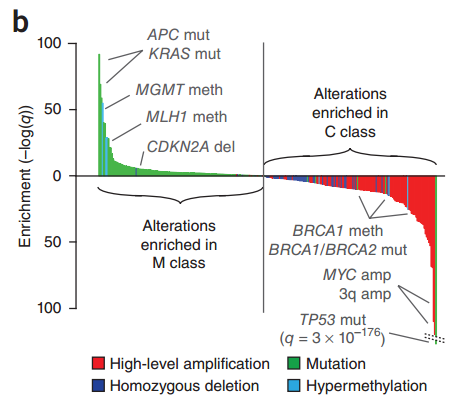 b
100
50
0
50
100
Enrichment (−log(q))
APC mut
KRAS mut
MGMT meth
MLH1 meth
CDKN2A del
Alterations
enriched in
M class
Alterations
enriched in
C class
BRCA1 meth
BRCA1/BRCA2 mut
MYC amp
3q amp
TP53 mut
(q = 3 × 10⁻¹⁷⁶)
High-level amplification
Mutation
Homozygous deletion
Hypermethylation